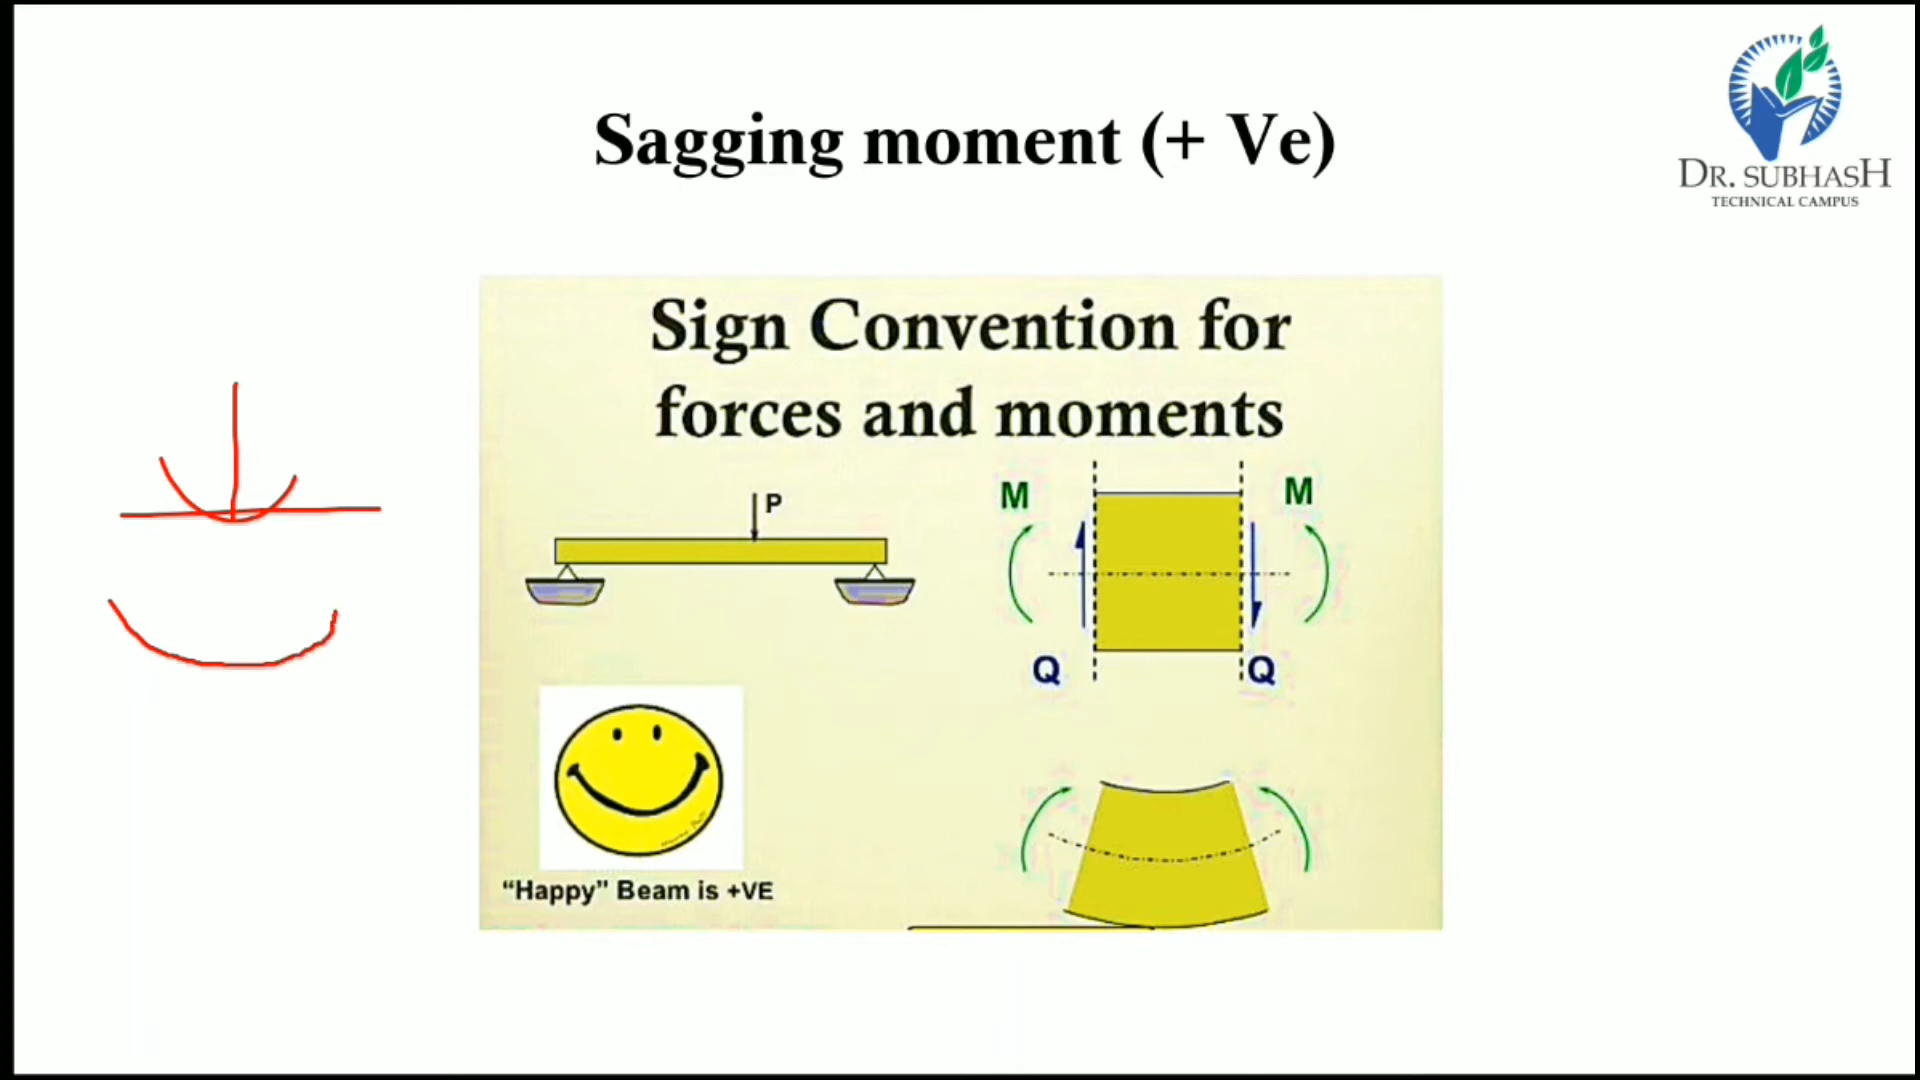 Sagging moment (+ Ve)
DR. SUBHASH
TECHNICAL CAMPUS
Sign Convention for
forces and moments
P
M
M
Q
Q
“Happy” Beam is +VE